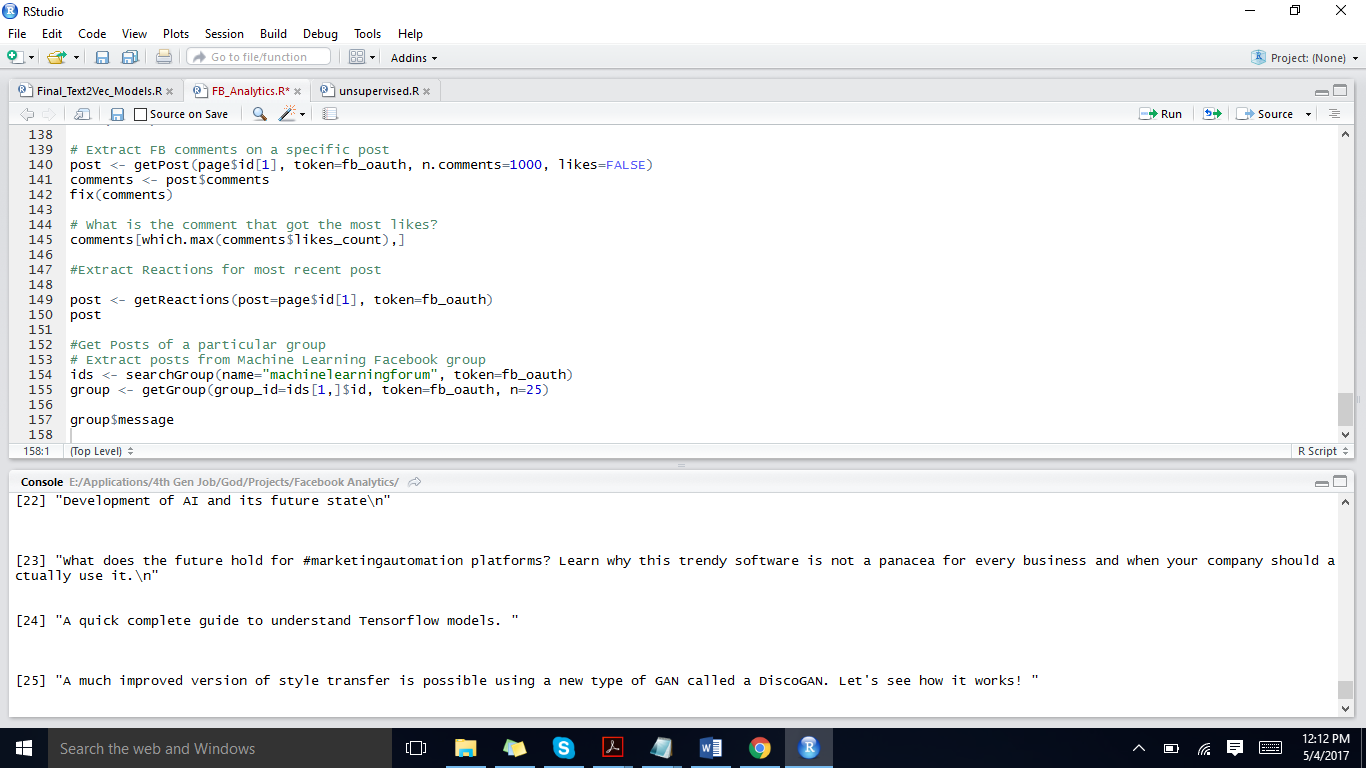 RStudio
File Edit Code View Plots Session Build Debug Tools Help
Go to file/function Addins Project: (None)
Final_Text2Vec_Models.R FB_Analytics.R* unsupervised.R
Source on Save Run Source
138
139 # Extract FB comments on a specific post
140 post <- getPost(page$id[1], token=fb_oauth, n.comments=1000, likes=FALSE)
141 comments <- post$comments
142 fix(comments)
143
144 # What is the comment that got the most likes?
145 comments[which.max(comments$likes_count),]
146
147 #Extract Reactions for most recent post
148
149 post <- getReactions(post=page$id[1], token=fb_oauth)
150 post
151
152 #Get Posts of a particular group
153 # Extract posts from Machine Learning Facebook group
154 ids <- searchGroup(name="machinelearningforum", token=fb_oauth)
155 group <- getGroup(group_id=ids[1,]$id, token=fb_oauth, n=25)
156
157 group$message
158
158:1 (Top Level) R Script
Console E:/Applications/4th Gen Job/God/Projects/Facebook Analytics/
[22] "Development of AI and its future state\n"
[23] "What does the future hold for #marketingautomation platforms? Learn why this trendy software is not a panacea for every business and when your company should a
ctually use it.\n"
[24] "A quick complete guide to understand Tensorflow models. "
[25] "A much improved version of style transfer is possible using a new type of GAN called a DiscoGAN. Let's see how it works! "
Search the web and Windows
12:12 PM
5/4/2017